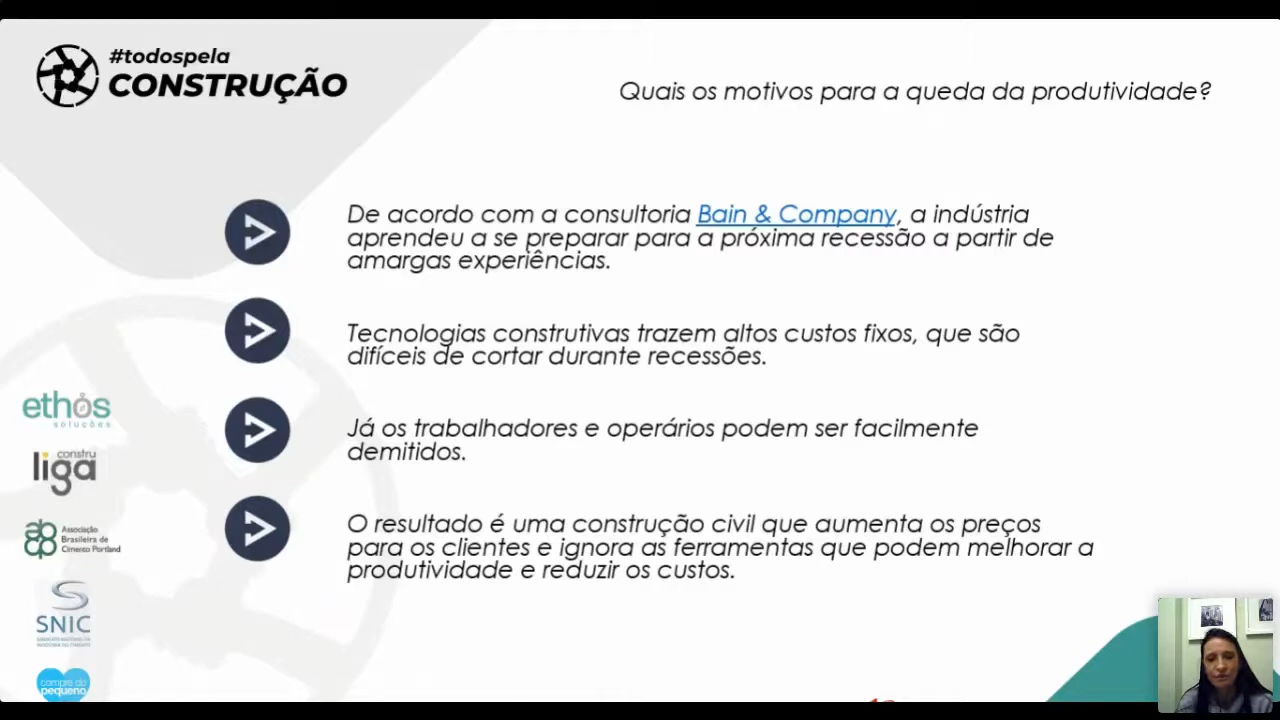 #todospela
CONSTRUÇÃO
Quais os motivos para a queda da produtividade?
De acordo com a consultoria Bain & Company, a indústria
aprendeu a se preparar para a próxima recessão a partir de
amargas experiências.
Tecnologias construtivas trazem altos custos fixos, que são
difíceis de cortar durante recessões.
Já os trabalhadores e operários podem ser facilmente
demitidos.
O resultado é uma construção civil que aumenta os preços
para os clientes e ignora as ferramentas que podem melhorar a
produtividade e reduzir os custos.
ethos
soluções
constru
liga
Associação
Brasileira de
Cimento Portland
SNIC
compre do
pequeno